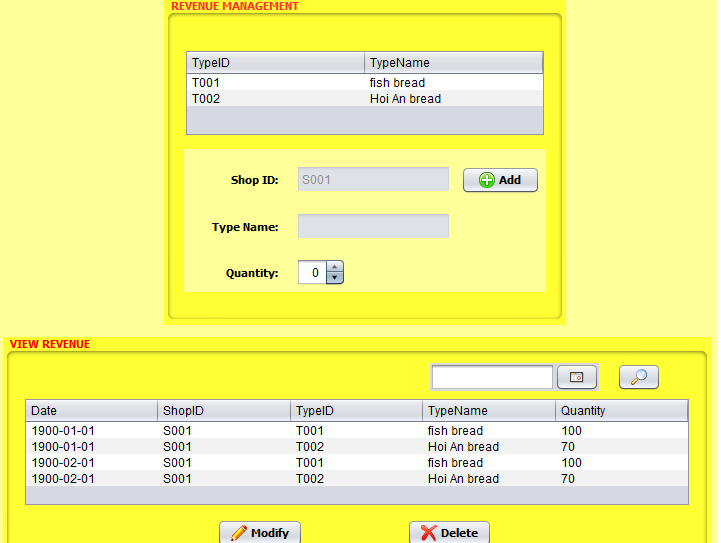 REVENUE MANAGEMENT
TypeID TypeName
T001 fish bread
T002 Hoi An bread
Shop ID: S001 Add
Type Name:
Quantity: 0
VIEW REVENUE
Date ShopID TypeID TypeName Quantity
1900-01-01 S001 T001 fish bread 100
1900-01-01 S001 T002 Hoi An bread 70
1900-02-01 S001 T001 fish bread 100
1900-02-01 S001 T002 Hoi An bread 70
Modify Delete